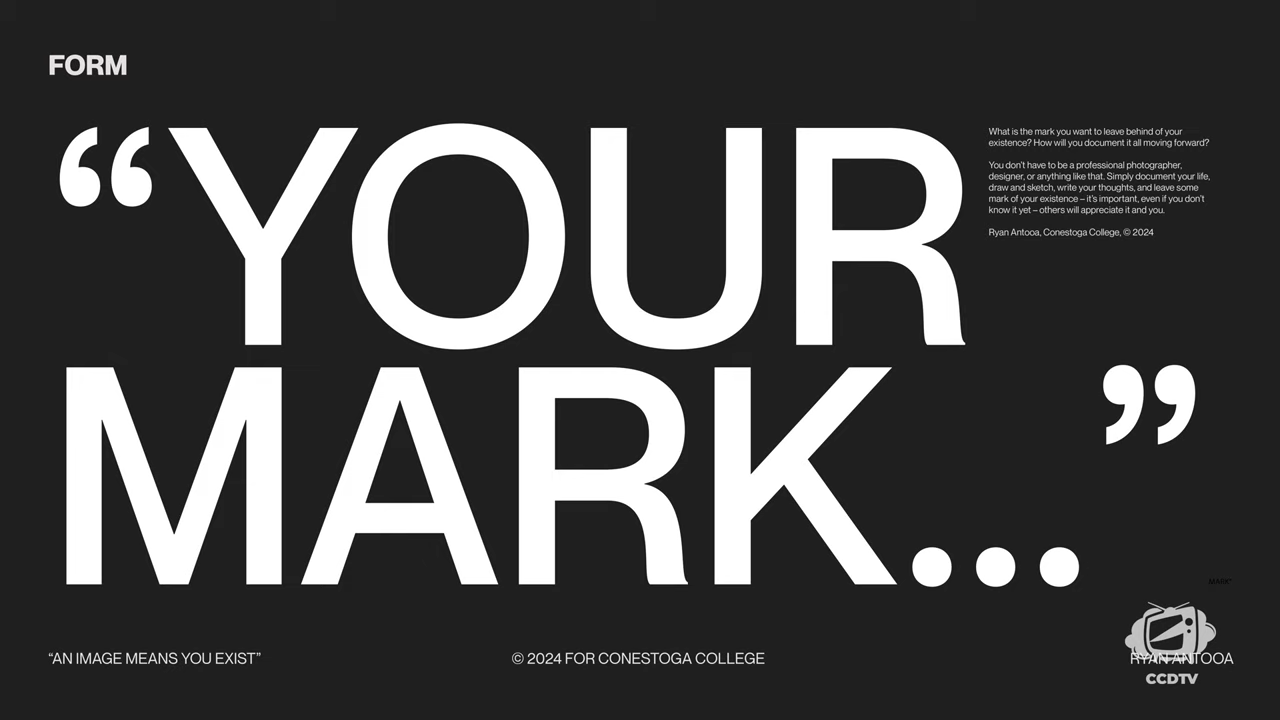 FORM
“YOUR
MARK...”
What is the mark you want to leave behind of your
existence? How will you document it all moving forward?
You don’t have to be a professional photographer,
designer, or anything like that. Simply document your life,
draw and sketch, write your thoughts, and leave some
mark of your existence – it’s important, even if you don’t
know it yet – others will appreciate it and you.
Ryan Antooa, Conestoga College, © 2024
MARK”
“AN IMAGE MEANS YOU EXIST”
© 2024 FOR CONESTOGA COLLEGE
RYAN ANTOOA
CCDTV